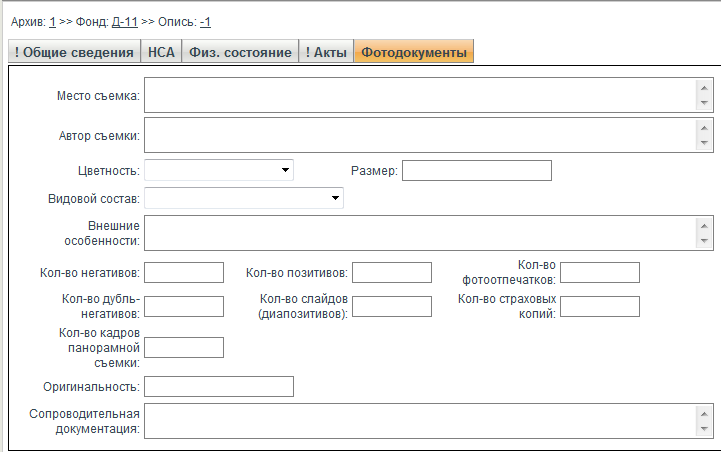 Архив: 1 >> Фонд: Д-11 >> Опись: -1
! Общие сведения НСА Физ. состояние ! Акты Фотодокументы
Место съемка:
Автор съемки:
Цветность: Размер:
Видовой состав:
Внешние
особенности:
Кол-во негативов: Кол-во позитивов: Кол-во
фотоотпечатков:
Кол-во дубль-
негативов: Кол-во слайдов
(диапозитивов): Кол-во страховых
копий:
Кол-во кадров
панорамной
съемки:
Оригинальность:
Сопроводительная
документация: